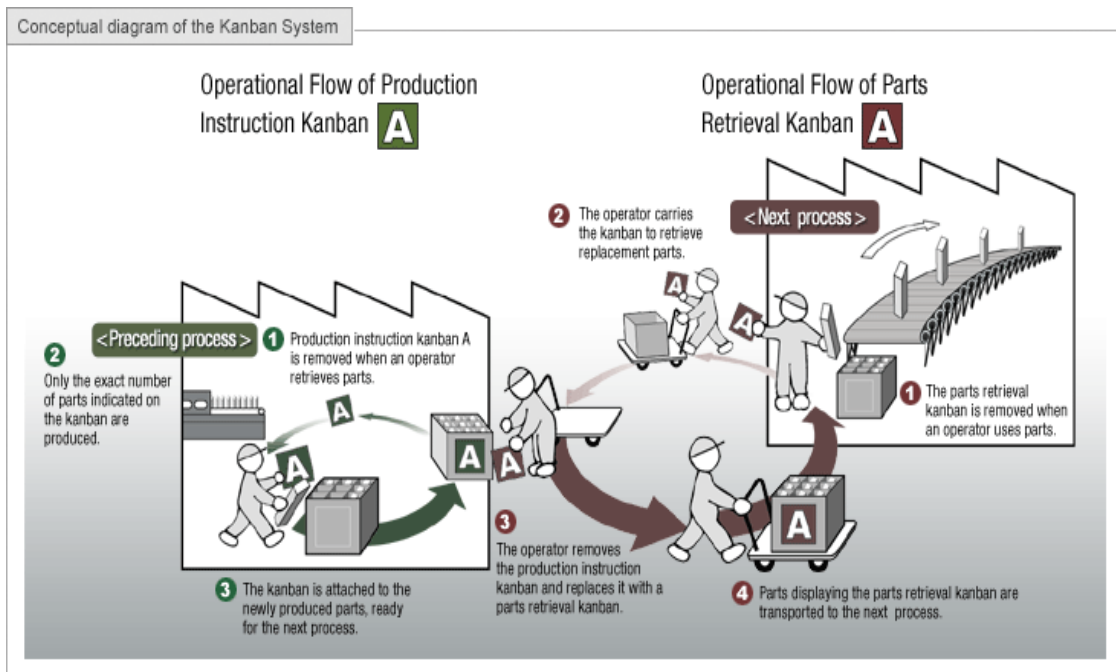 Conceptual diagram of the Kanban System
Operational Flow of Production
Instruction Kanban A
Operational Flow of Parts
Retrieval Kanban A
<Next process>
2 The operator carries
the kanban to retrieve
replacement parts.
A
A
1 The parts retrieval
kanban is removed when
an operator uses parts.
<Preceding process>
1 Production instruction kanban A
is removed when an operator
retrieves parts.
2
Only the exact number
of parts indicated on
the kanban are
produced.
A
A
A
A
3
The operator removes
the production instruction
kanban and replaces it with a
parts retrieval kanban.
A
3 The kanban is attached to the
newly produced parts, ready
for the next process.
4 Parts displaying the parts retrieval kanban are
transported to the next process.